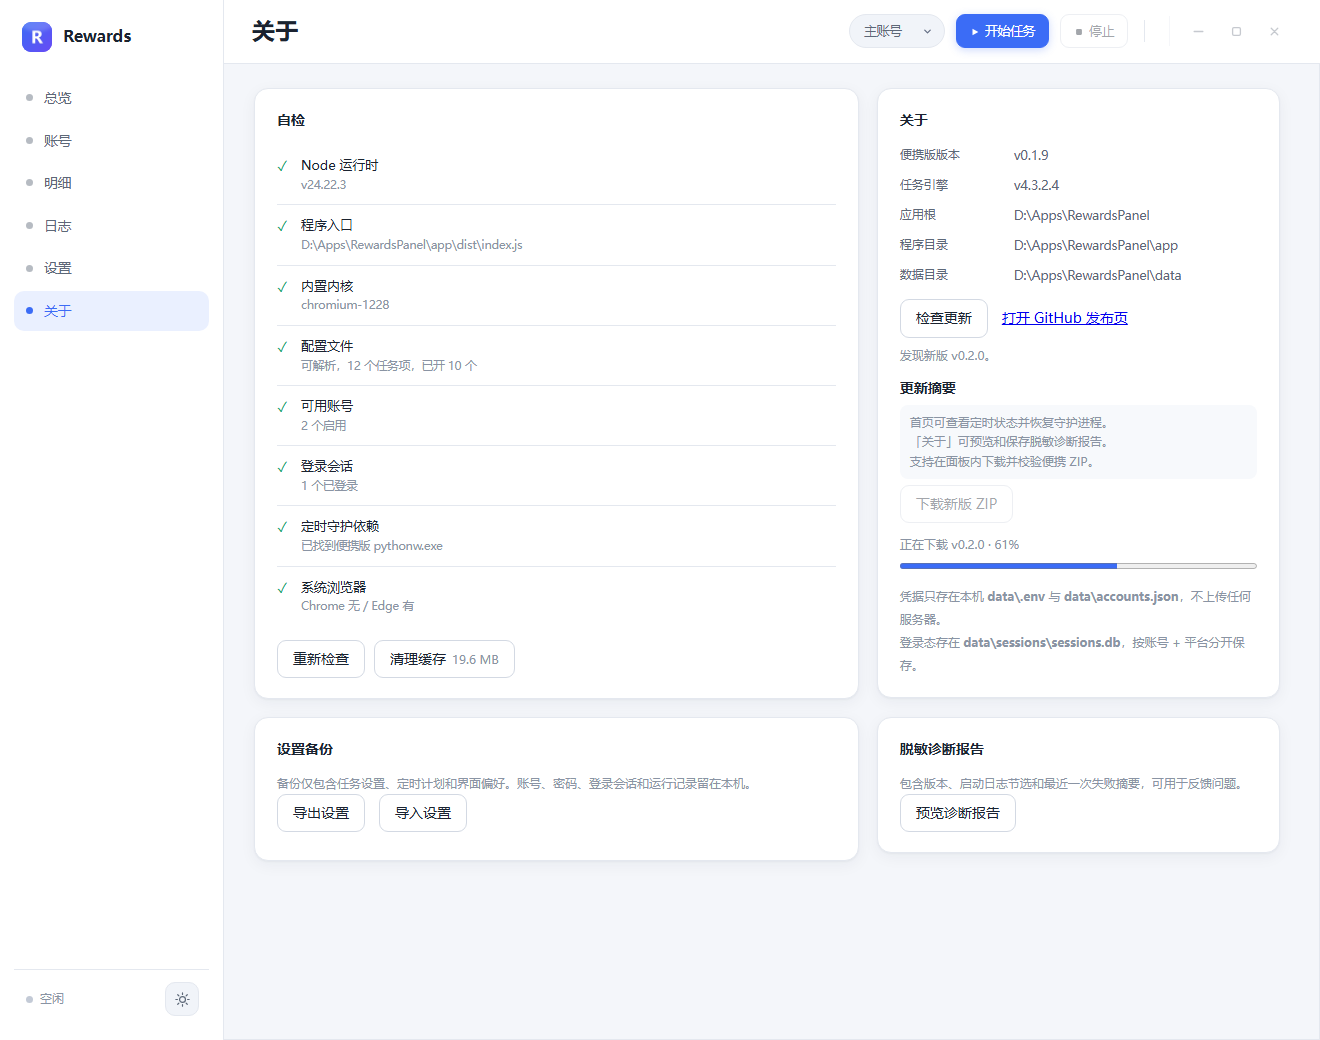 R Rewards
总览
账号
明细
日志
设置
关于
空闲
关于
主账号
开始任务
停止
自检
✓ Node 运行时
v24.22.3
✓ 程序入口
D:\Apps\RewardsPanel\app\dist\index.js
✓ 内置内核
chromium-1228
✓ 配置文件
可解析，12 个任务项，已开 10 个
✓ 可用账号
2 个启用
✓ 登录会话
1 个已登录
✓ 定时守护依赖
已找到便携版 pythonw.exe
✓ 系统浏览器
Chrome 无 / Edge 有
重新检查
清理缓存 19.6 MB
关于
便携版版本 v0.1.9
任务引擎 v4.3.2.4
应用根 D:\Apps\RewardsPanel
程序目录 D:\Apps\RewardsPanel\app
数据目录 D:\Apps\RewardsPanel\data
检查更新 打开 GitHub 发布页
发现新版 v0.2.0。
更新摘要
首页可查看定时状态并恢复守护进程。
「关于」可预览和保存脱敏诊断报告。
支持在面板内下载并校验便携 ZIP。
下载新版 ZIP
正在下载 v0.2.0 · 61%
凭据只存在本机 data\.env 与 data\accounts.json，不上传任何
服务器。
登录态存在 data\sessions\sessions.db，按账号 + 平台分开保
存。
设置备份
备份仅包含任务设置、定时计划和界面偏好。账号、密码、登录会话和运行记录留在本机。
导出设置
导入设置
脱敏诊断报告
包含版本、启动日志节选和最近一次失败摘要，可用于反馈问题。
预览诊断报告